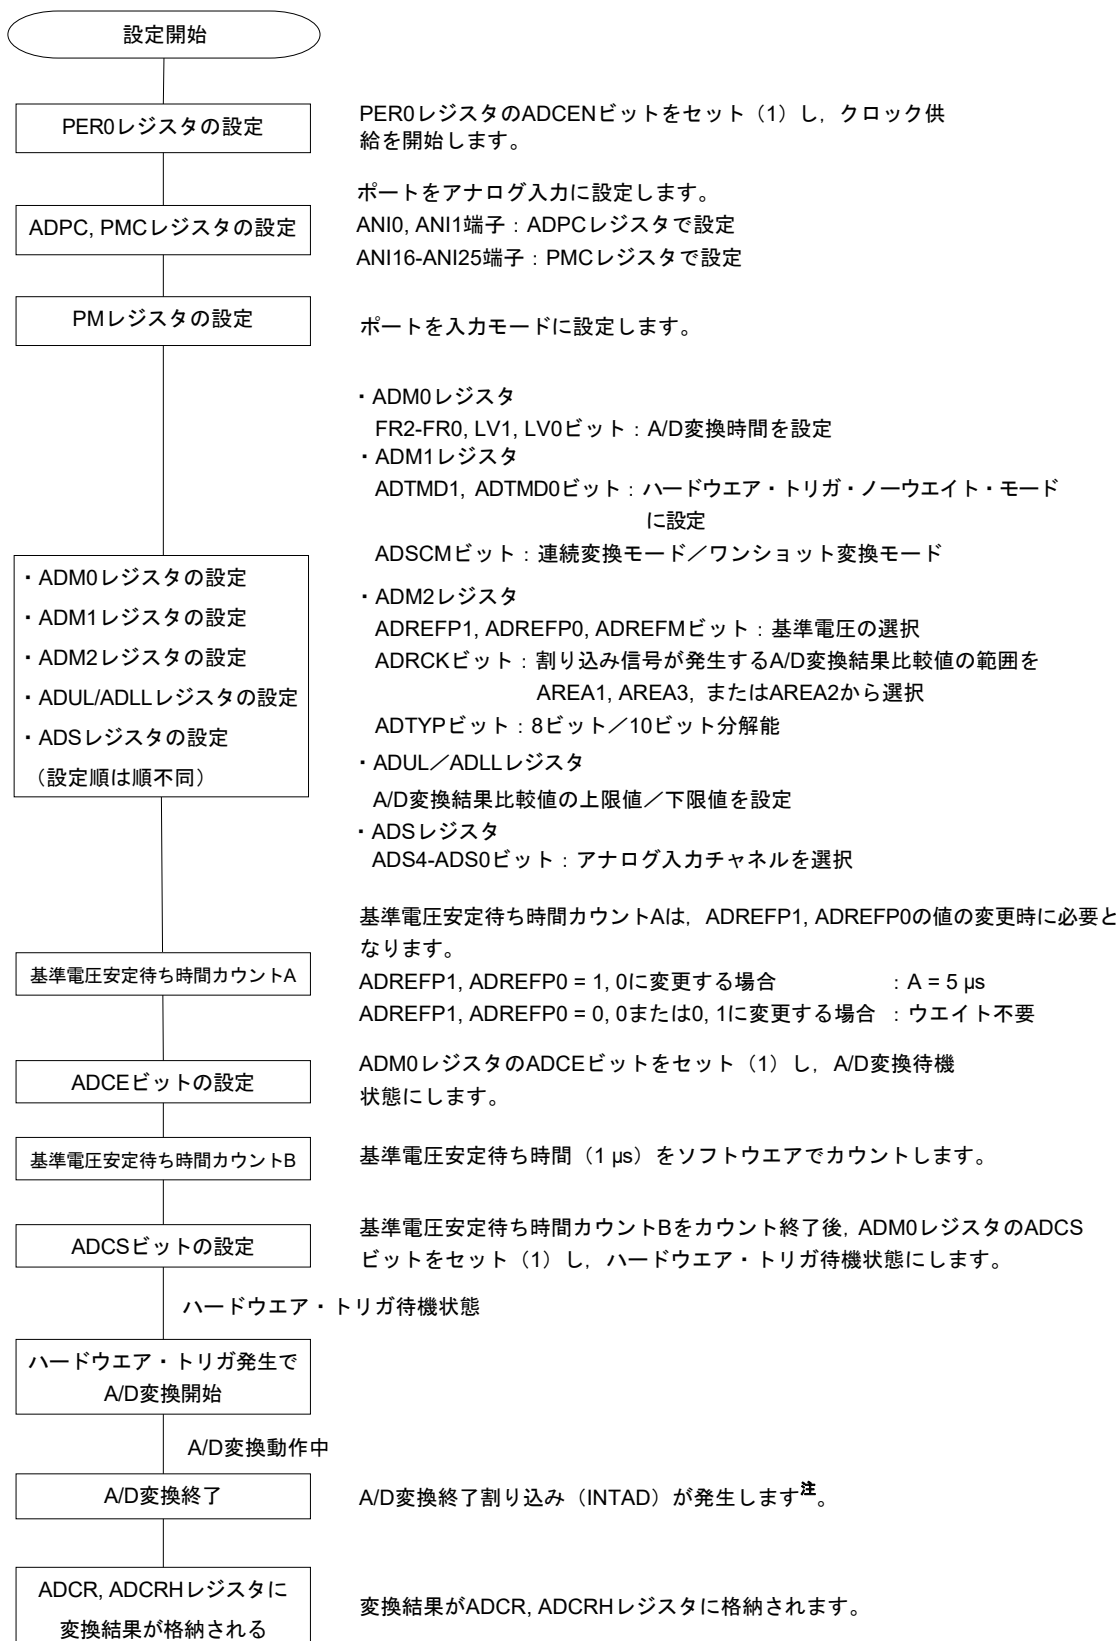 設定開始
PER0レジスタの設定
PER0レジスタのADCENビットをセット（1）し，クロック供
給を開始します。
ADPC, PMCレジスタの設定
ポートをアナログ入力に設定します。
ANI0, ANI1端子：ADPCレジスタで設定
ANI16-ANI25端子：PMCレジスタで設定
PMレジスタの設定
ポートを入力モードに設定します。
・ADM0レジスタの設定
・ADM1レジスタの設定
・ADM2レジスタの設定
・ADUL/ADLLレジスタの設定
・ADSレジスタの設定
（設定順は順不同）
・ADM0レジスタ
FR2-FR0, LV1, LV0ビット：A/D変換時間を設定
・ADM1レジスタ
ADTMD1, ADTMD0ビット：ハードウエア・トリガ・ノーウエイト・モード
に設定
ADSCMビット：連続変換モード／ワンショット変換モード
・ADM2レジスタ
ADREFP1, ADREFP0, ADREFMビット：基準電圧の選択
ADRCKビット：割り込み信号が発生するA/D変換結果比較値の範囲を
AREA1, AREA3，またはAREA2から選択
ADTYPビット：8ビット／10ビット分解能
・ADUL／ADLLレジスタ
A/D変換結果比較値の上限値／下限値を設定
・ADSレジスタ
ADS4-ADS0ビット：アナログ入力チャネルを選択
基準電圧安定待ち時間カウントA
基準電圧安定待ち時間カウントAは，ADREFP1, ADREFP0の値の変更時に必要と
なります。
ADREFP1, ADREFP0 = 1, 0に変更する場合 ：A = 5 µs
ADREFP1, ADREFP0 = 0, 0または0, 1に変更する場合 ：ウエイト不要
ADCEビットの設定
ADM0レジスタのADCEビットをセット（1）し，A/D変換待機
状態にします。
基準電圧安定待ち時間カウントB
基準電圧安定待ち時間（1 µs）をソフトウエアでカウントします。
ADCSビットの設定
基準電圧安定待ち時間カウントBをカウント終了後，ADM0レジスタのADCS
ビットをセット（1）し，ハードウエア・トリガ待機状態にします。
ハードウエア・トリガ待機状態
ハードウエア・トリガ発生で
A/D変換開始
A/D変換動作中
A/D変換終了
A/D変換終了割り込み（INTAD）が発生します注。
ADCR, ADCRHレジスタに
変換結果が格納される
変換結果がADCR, ADCRHレジスタに格納されます。